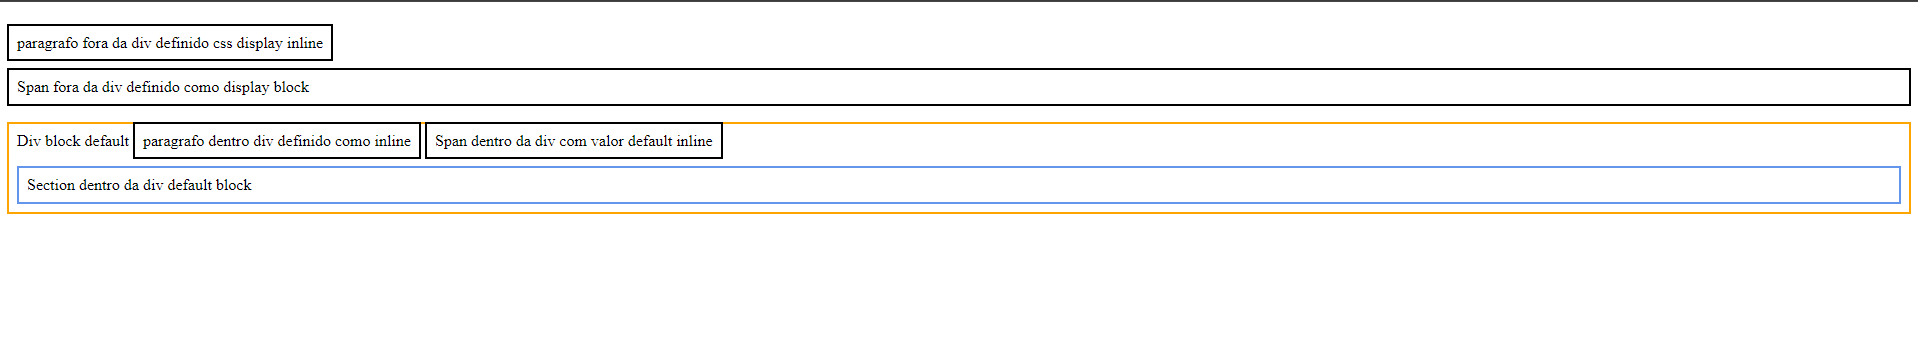 paragrafo fora da div definido css display inline
Span fora da div definido como display block
Div block default paragrafo dentro div definido como inline Span dentro da div com valor default inline
Section dentro da div default block